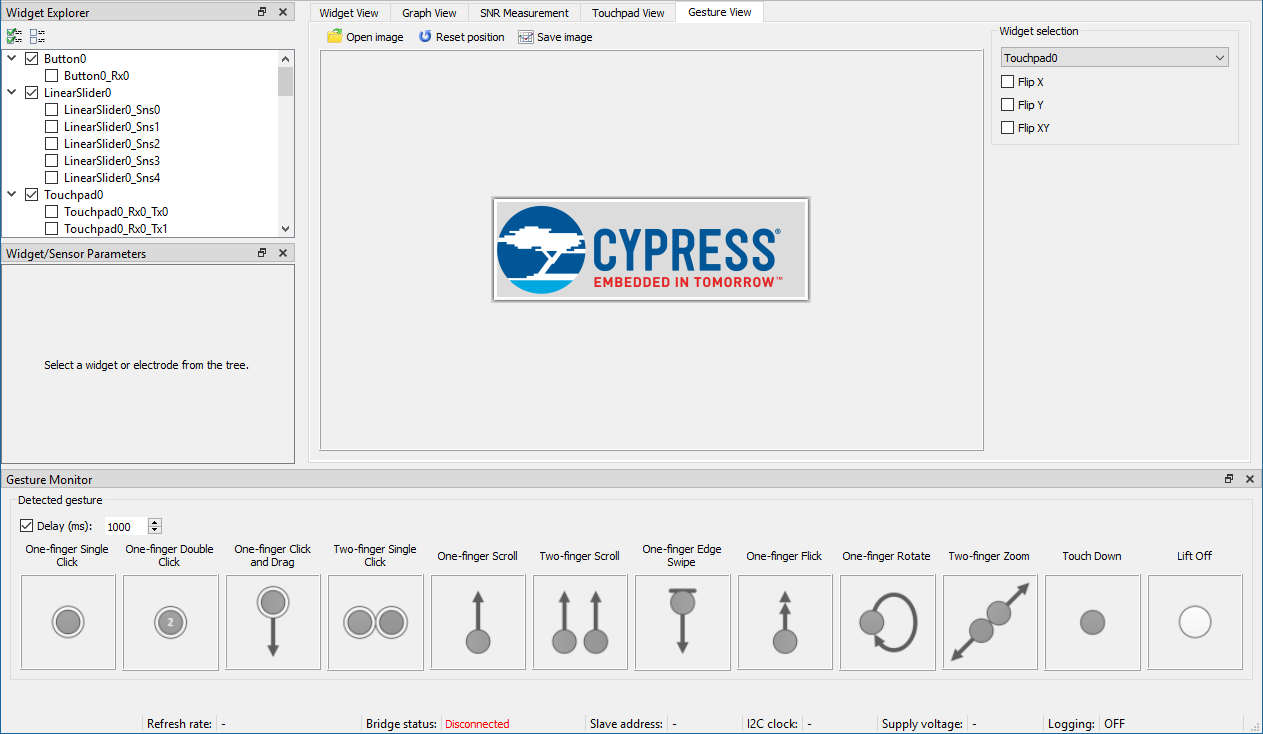 Widget Explorer
Button0
Button0_Rx0
LinearSlider0
LinearSlider0_Sns0
LinearSlider0_Sns1
LinearSlider0_Sns2
LinearSlider0_Sns3
LinearSlider0_Sns4
Touchpad0
Touchpad0_Rx0_Tx0
Touchpad0_Rx0_Tx1
Widget/Sensor Parameters
Select a widget or electrode from the tree.
Widget View Graph View SNR Measurement Touchpad View Gesture View
Open image Reset position Save image
CYPRESS®
EMBEDDED IN TOMORROW™
Widget selection
Touchpad0
Flip X
Flip Y
Flip XY
Gesture Monitor
Detected gesture
Delay (ms): 1000
One-finger Single
Click
One-finger Double
Click
One-finger Click
and Drag
Two-finger Single
Click
One-finger Scroll
Two-finger Scroll
One-finger Edge
Swipe
One-finger Flick
One-finger Rotate
Two-finger Zoom
Touch Down
Lift Off
2
Refresh rate: - Bridge status: Disconnected Slave address: - I2C clock: - Supply voltage: - Logging: OFF